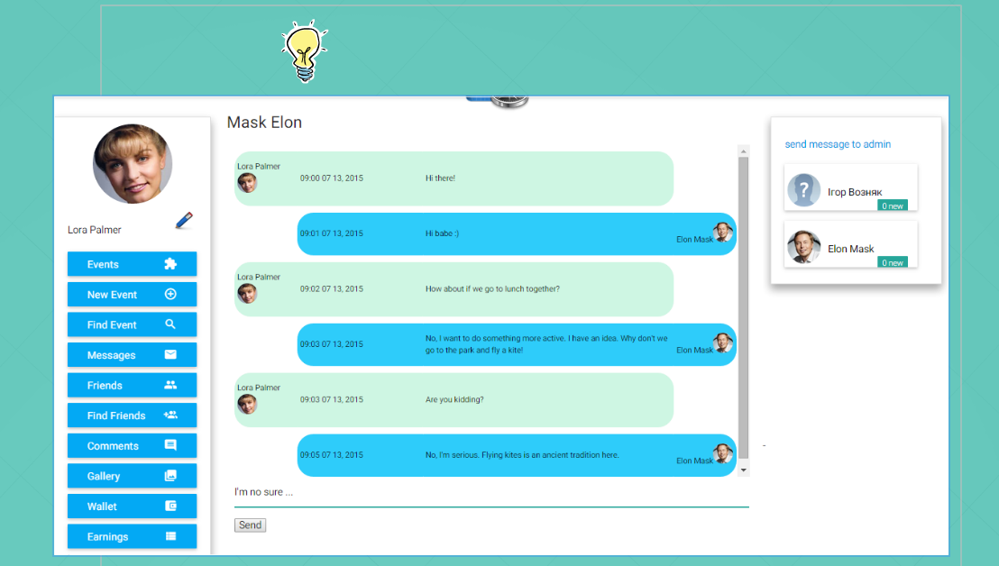 Mask Elon
Lora Palmer
Events
New Event
Find Event
Messages
Friends
Find Friends
Comments
Gallery
Wallet
Earnings
Lora Palmer
09:00 07 13, 2015
Hi there!
09:01 07 13, 2015
Hi babe :)
Elon Mask
Lora Palmer
09:02 07 13, 2015
How about if we go to lunch together?
09:03 07 13, 2015
No, I want to do something more active. I have an idea. Why don't we
go to the park and fly a kite!
Elon Mask
Lora Palmer
09:03 07 13, 2015
Are you kidding?
09:05 07 13, 2015
No, I'm serious. Flying kites is an ancient tradition here.
Elon Mask
I'm no sure ...
Send
send message to admin
?
Ігор Возняк
0 new
Elon Mask
0 new